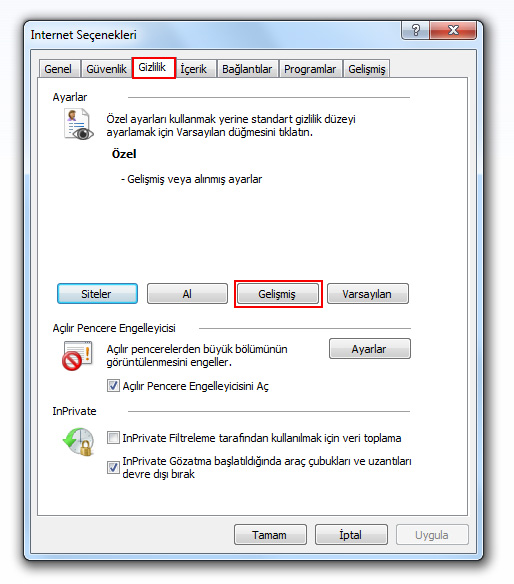 Internet Seçenekleri
Genel Güvenlik Gizlilik İçerik Bağlantılar Programlar Gelişmiş
Ayarlar
Özel ayarları kullanmak yerine standart gizlilik düzeyi
ayarlamak için Varsayılan düğmesini tıklatın.
Özel
- Gelişmiş veya alınmış ayarlar
Siteler Al Gelişmiş Varsayılan
Açılır Pencere Engelleyicisi
Açılır pencerelerden büyük bölümünün
görüntülenmesini engeller.
Ayarlar
Açılır Pencere Engelleyicisini Aç
InPrivate
InPrivate Filtreleme tarafından kullanılmak için veri toplama
InPrivate Gözatma başlatıldığında araç çubukları ve uzantıları
devre dışı bırak
Tamam İptal Uygula